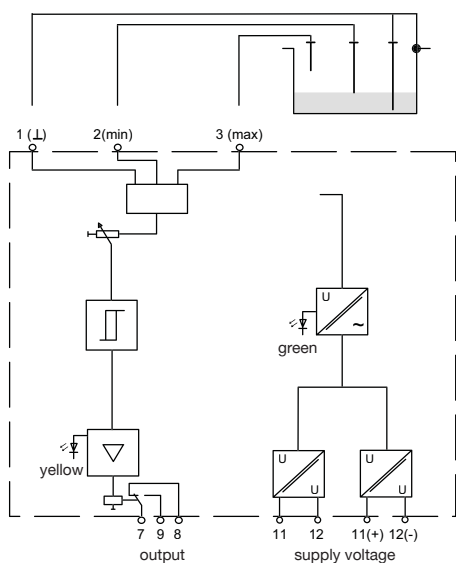 1 (⊥) 2(min) 3 (max)
U
~
green
yellow
U U
U U
7 9 8 11 12 11(+) 12(-)
output supply voltage